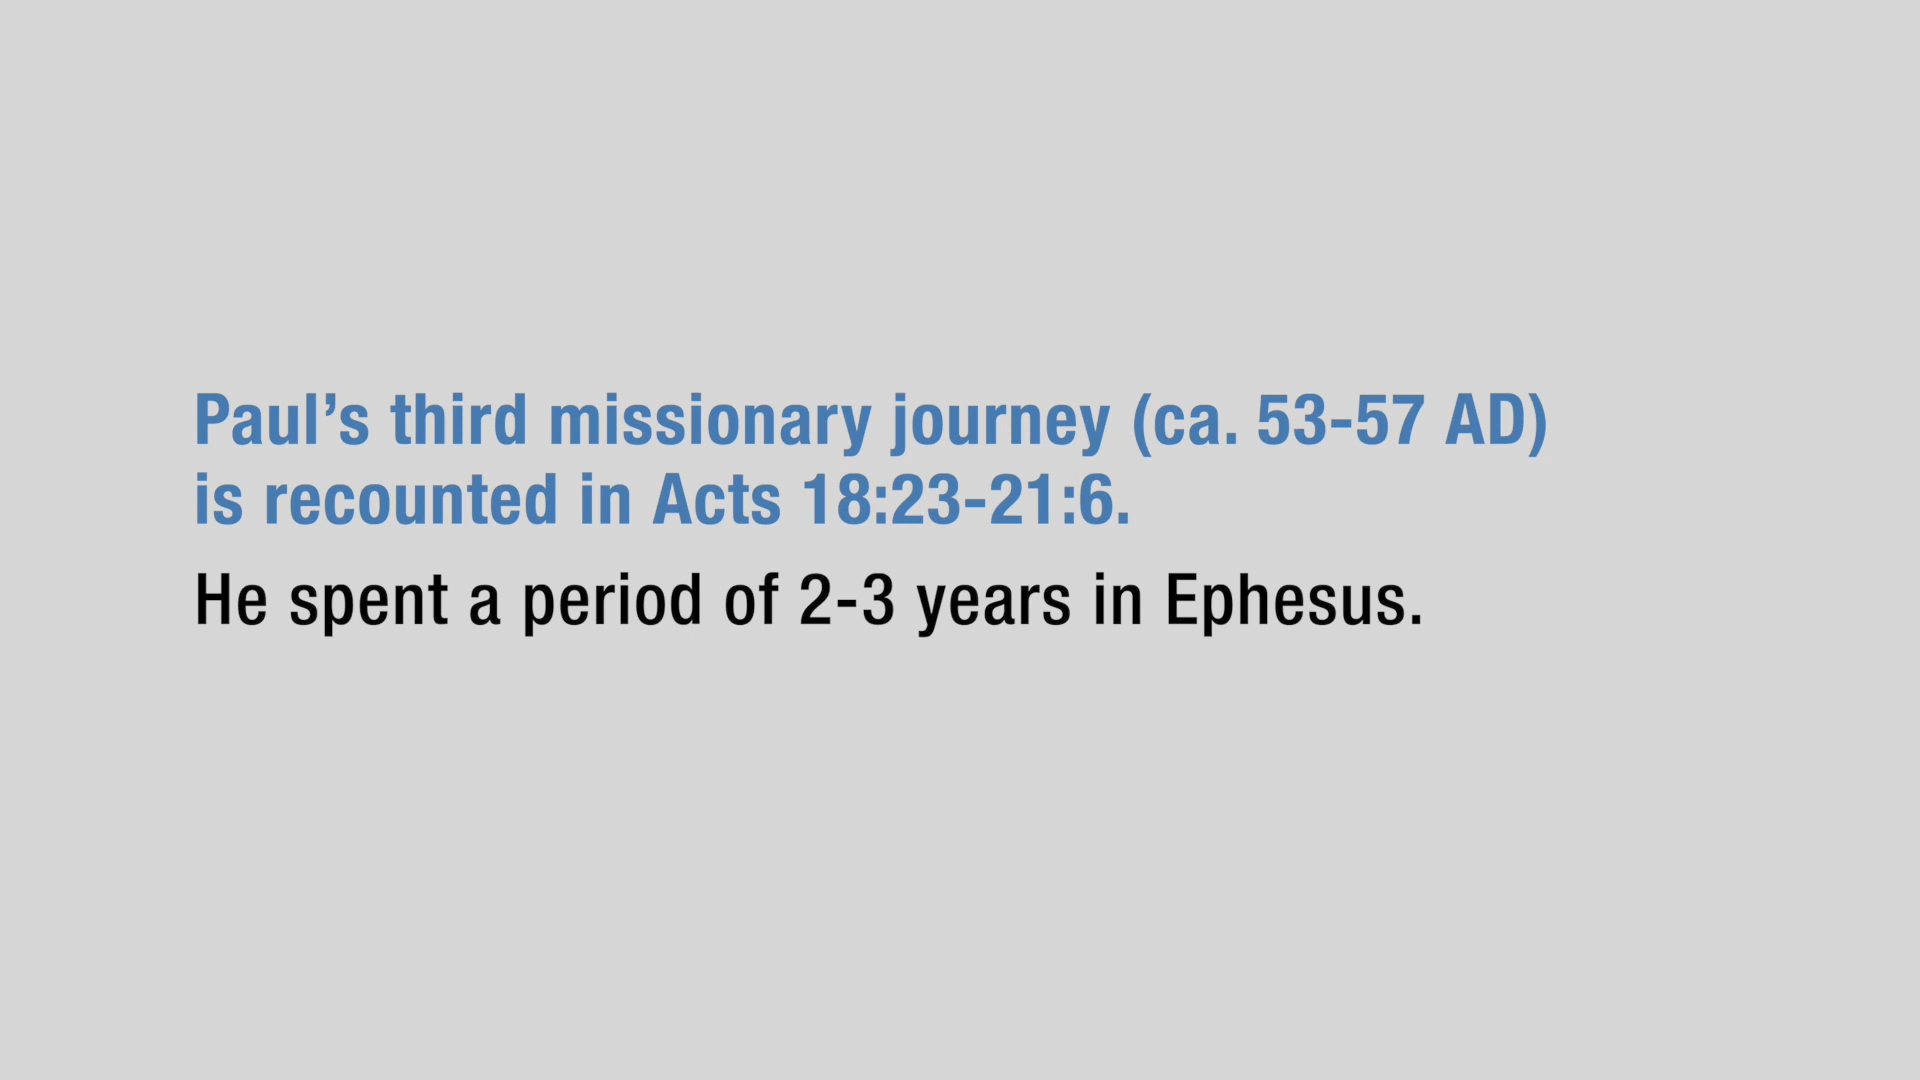 Paul’s third missionary journey (ca. 53-57 AD)
is recounted in Acts 18:23-21:6.
He spent a period of 2-3 years in Ephesus.